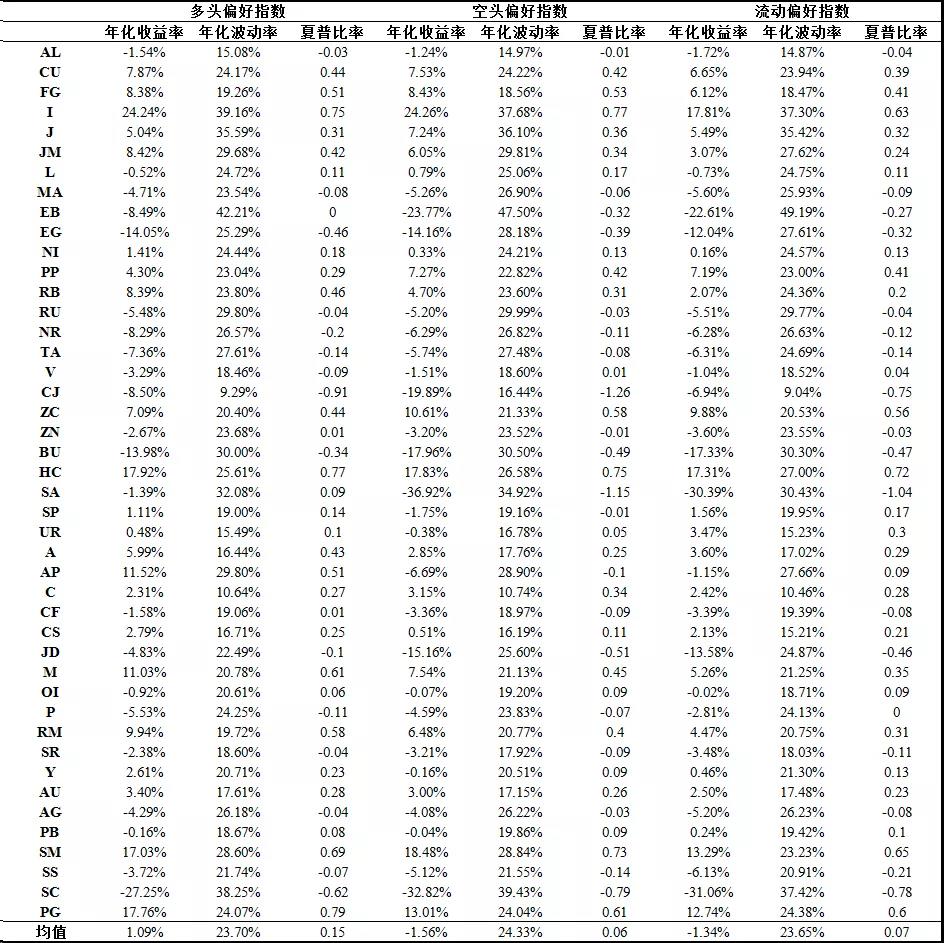 多头偏好指数 空头偏好指数 流动偏好指数
年化收益率 年化波动率 夏普比率 年化收益率 年化波动率 夏普比率 年化收益率 年化波动率 夏普比率
AL -1.54% 15.08% -0.03 -1.24% 14.97% -0.01 -1.72% 14.87% -0.04
CU 7.87% 24.17% 0.44 7.53% 24.22% 0.42 6.65% 23.94% 0.39
FG 8.38% 19.26% 0.51 8.43% 18.56% 0.53 6.12% 18.47% 0.41
I 24.24% 39.16% 0.75 24.26% 37.68% 0.77 17.81% 37.30% 0.63
J 5.04% 35.59% 0.31 7.24% 36.10% 0.36 5.49% 35.42% 0.32
JM 8.42% 29.68% 0.42 6.05% 29.81% 0.34 3.07% 27.62% 0.24
L -0.52% 24.72% 0.11 0.79% 25.06% 0.17 -0.73% 24.75% 0.11
MA -4.71% 23.54% -0.08 -5.26% 26.90% -0.06 -5.60% 25.93% -0.09
EB -8.49% 42.21% 0 -23.77% 47.50% -0.32 -22.61% 49.19% -0.27
EG -14.05% 25.29% -0.46 -14.16% 28.18% -0.39 -12.04% 27.61% -0.32
NI 1.41% 24.44% 0.18 0.33% 24.21% 0.13 0.16% 24.57% 0.13
PP 4.30% 23.04% 0.29 7.27% 22.82% 0.42 7.19% 23.00% 0.41
RB 8.39% 23.80% 0.46 4.70% 23.60% 0.31 2.07% 24.36% 0.2
RU -5.48% 29.80% -0.04 -5.20% 29.99% -0.03 -5.51% 29.77% -0.04
NR -8.29% 26.57% -0.2 -6.29% 26.82% -0.11 -6.28% 26.63% -0.12
TA -7.36% 27.61% -0.14 -5.74% 27.48% -0.08 -6.31% 24.69% -0.14
V -3.29% 18.46% -0.09 -1.51% 18.60% 0.01 -1.04% 18.52% 0.04
CJ -8.50% 9.29% -0.91 -19.89% 16.44% -1.26 -6.94% 9.04% -0.75
ZC 7.09% 20.40% 0.44 10.61% 21.33% 0.58 9.88% 20.53% 0.56
ZN -2.67% 23.68% 0.01 -3.20% 23.52% -0.01 -3.60% 23.55% -0.03
BU -13.98% 30.00% -0.34 -17.96% 30.50% -0.49 -17.33% 30.30% -0.47
HC 17.92% 25.61% 0.77 17.83% 26.58% 0.75 17.31% 27.00% 0.72
SA -1.39% 32.08% 0.09 -36.92% 34.92% -1.15 -30.39% 30.43% -1.04
SP 1.11% 19.00% 0.14 -1.75% 19.16% -0.01 1.56% 19.95% 0.17
UR 0.48% 15.49% 0.1 -0.38% 16.78% 0.05 3.47% 15.23% 0.3
A 5.99% 16.44% 0.43 2.85% 17.76% 0.25 3.60% 17.02% 0.29
AP 11.52% 29.80% 0.51 -6.69% 28.90% -0.1 -1.15% 27.66% 0.09
C 2.31% 10.64% 0.27 3.15% 10.74% 0.34 2.42% 10.46% 0.28
CF -1.58% 19.06% 0.01 -3.36% 18.97% -0.09 -3.39% 19.39% -0.08
CS 2.79% 16.71% 0.25 0.51% 16.19% 0.11 2.13% 15.21% 0.21
JD -4.83% 22.49% -0.1 -15.16% 25.60% -0.51 -13.58% 24.87% -0.46
M 11.03% 20.78% 0.61 7.54% 21.13% 0.45 5.26% 21.25% 0.35
OI -0.92% 20.61% 0.06 -0.07% 19.20% 0.09 -0.02% 18.71% 0.09
P -5.53% 24.25% -0.11 -4.59% 23.83% -0.07 -2.81% 24.13% 0
RM 9.94% 19.72% 0.58 6.48% 20.77% 0.4 4.47% 20.75% 0.31
SR -2.38% 18.60% -0.04 -3.21% 17.92% -0.09 -3.48% 18.03% -0.11
Y 2.61% 20.71% 0.23 -0.16% 20.51% 0.09 0.46% 21.30% 0.13
AU 3.40% 17.61% 0.28 3.00% 17.15% 0.26 2.50% 17.48% 0.23
AG -4.29% 26.18% -0.04 -4.08% 26.22% -0.03 -5.20% 26.23% -0.08
PB -0.16% 18.67% 0.08 -0.04% 19.86% 0.09 0.24% 19.42% 0.1
SM 17.03% 28.60% 0.69 18.48% 28.84% 0.73 13.29% 23.23% 0.65
SS -3.72% 21.74% -0.07 -5.12% 21.55% -0.14 -6.13% 20.91% -0.21
SC -27.25% 38.25% -0.62 -32.82% 39.43% -0.79 -31.06% 37.42% -0.78
PG 17.76% 24.07% 0.79 13.01% 24.04% 0.61 12.74% 24.38% 0.6
均值 1.09% 23.70% 0.15 -1.56% 24.33% 0.06 -1.34% 23.65% 0.07